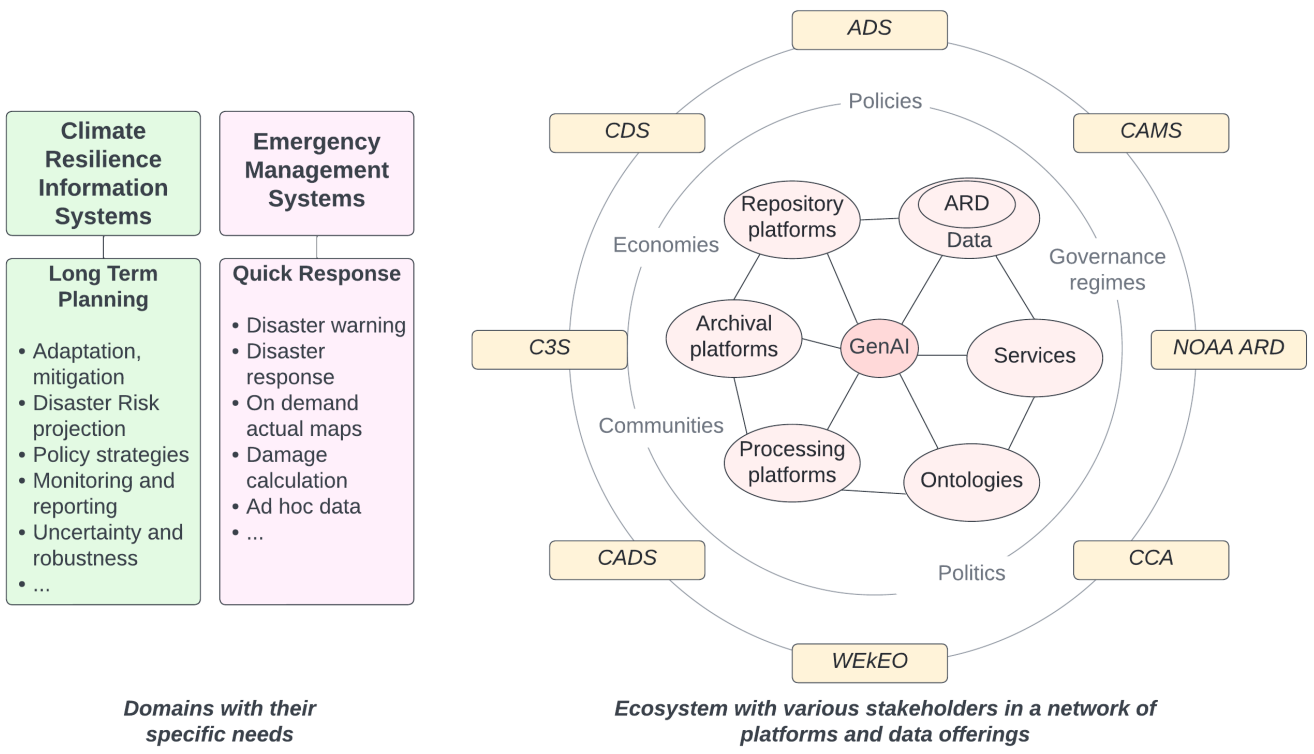 Climate
Resilience
Information
Systems
Long Term
Planning
• Adaptation,
mitigation
• Disaster Risk
projection
• Policy strategies
• Monitoring and
reporting
• Uncertainty and
robustness
• ...
Emergency
Management
Systems
Quick Response
• Disaster warning
• Disaster
response
• On demand
actual maps
• Damage
calculation
• Ad hoc data
• ...
Domains with their
specific needs
ADS
CDS
CAMS
C3S
NOAA ARD
CADS
CCA
WEkEO
Policies
Economies
Governance
regimes
Communities
Politics
Repository
platforms
ARD
Data
Archival
platforms
GenAI
Services
Processing
platforms
Ontologies
Ecosystem with various stakeholders in a network of
platforms and data offerings